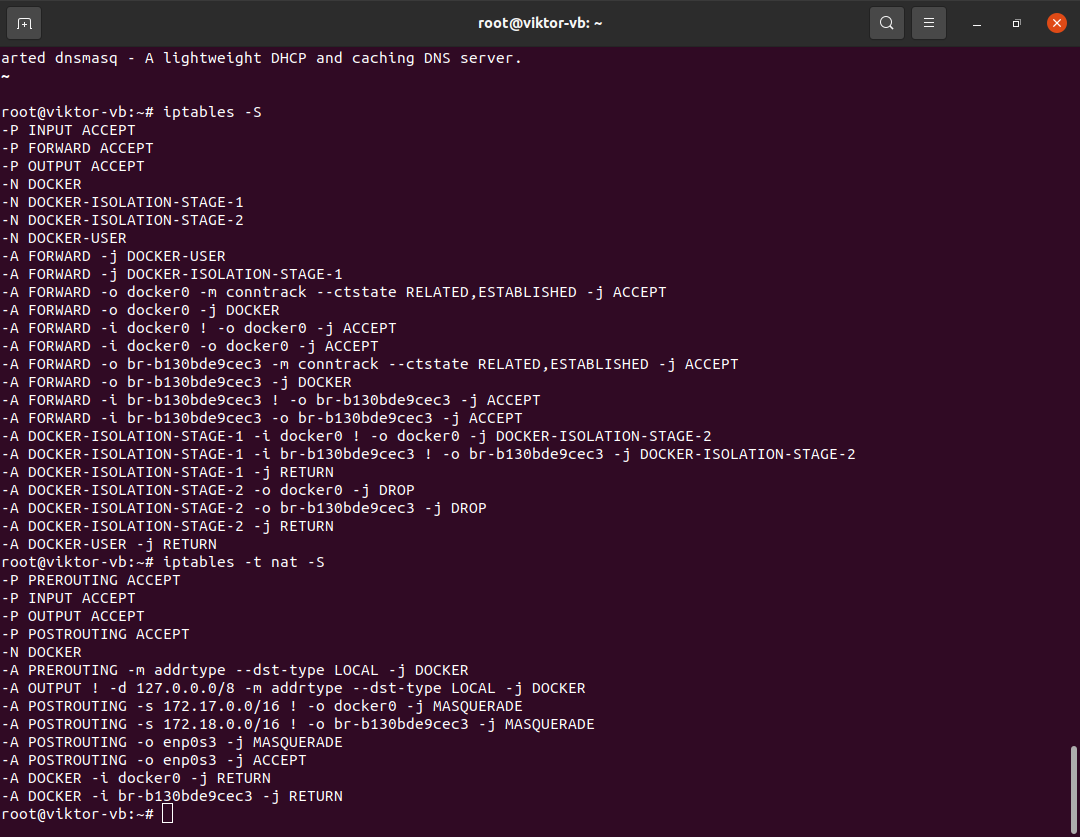 root@viktor-vb: ~
arted dnsmasq - A lightweight DHCP and caching DNS server.
~
root@viktor-vb:~# iptables -S
-P INPUT ACCEPT
-P FORWARD ACCEPT
-P OUTPUT ACCEPT
-N DOCKER
-N DOCKER-ISOLATION-STAGE-1
-N DOCKER-ISOLATION-STAGE-2
-N DOCKER-USER
-A FORWARD -j DOCKER-USER
-A FORWARD -j DOCKER-ISOLATION-STAGE-1
-A FORWARD -o docker0 -m conntrack --ctstate RELATED,ESTABLISHED -j ACCEPT
-A FORWARD -o docker0 -j DOCKER
-A FORWARD -i docker0 ! -o docker0 -j ACCEPT
-A FORWARD -i docker0 -o docker0 -j ACCEPT
-A FORWARD -o br-b130bde9cec3 -m conntrack --ctstate RELATED,ESTABLISHED -j ACCEPT
-A FORWARD -o br-b130bde9cec3 -j DOCKER
-A FORWARD -i br-b130bde9cec3 ! -o br-b130bde9cec3 -j ACCEPT
-A FORWARD -i br-b130bde9cec3 -o br-b130bde9cec3 -j ACCEPT
-A DOCKER-ISOLATION-STAGE-1 -i docker0 ! -o docker0 -j DOCKER-ISOLATION-STAGE-2
-A DOCKER-ISOLATION-STAGE-1 -i br-b130bde9cec3 ! -o br-b130bde9cec3 -j DOCKER-ISOLATION-STAGE-2
-A DOCKER-ISOLATION-STAGE-1 -j RETURN
-A DOCKER-ISOLATION-STAGE-2 -o docker0 -j DROP
-A DOCKER-ISOLATION-STAGE-2 -o br-b130bde9cec3 -j DROP
-A DOCKER-ISOLATION-STAGE-2 -j RETURN
-A DOCKER-USER -j RETURN
root@viktor-vb:~# iptables -t nat -S
-P PREROUTING ACCEPT
-P INPUT ACCEPT
-P OUTPUT ACCEPT
-P POSTROUTING ACCEPT
-N DOCKER
-A PREROUTING -m addrtype --dst-type LOCAL -j DOCKER
-A OUTPUT ! -d 127.0.0.0/8 -m addrtype --dst-type LOCAL -j DOCKER
-A POSTROUTING -s 172.17.0.0/16 ! -o docker0 -j MASQUERADE
-A POSTROUTING -s 172.18.0.0/16 ! -o br-b130bde9cec3 -j MASQUERADE
-A POSTROUTING -o enp0s3 -j MASQUERADE
-A POSTROUTING -o enp0s3 -j ACCEPT
-A DOCKER -i docker0 -j RETURN
-A DOCKER -i br-b130bde9cec3 -j RETURN
root@viktor-vb:~#